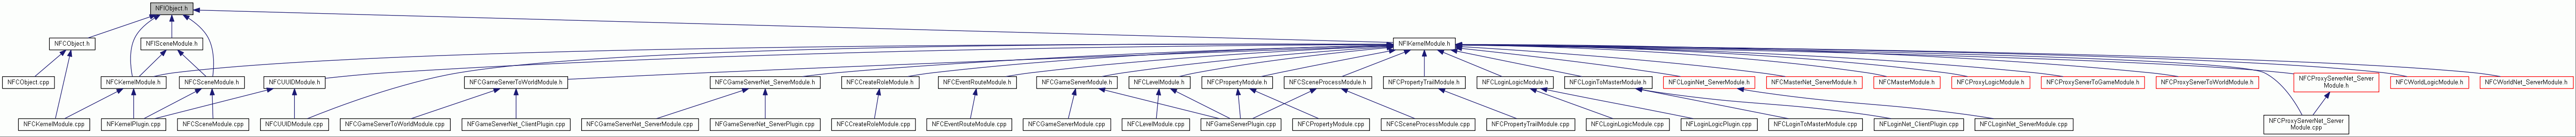 NFIObject.h
NFCObject.h
NFISceneModule.h
NFIKernelModule.h
NFCObject.cpp
NFCKernelModule.h
NFCSceneModule.h
NFCUUIDModule.h
NFCGameServerToWorldModule.h
NFCGameServerNet_ServerModule.h
NFCCreateRoleModule.h
NFCEventRouteModule.h
NFCGameServerModule.h
NFCLevelModule.h
NFCPropertyModule.h
NFCSceneProcessModule.h
NFCPropertyTrailModule.h
NFCLoginLogicModule.h
NFCLoginToMasterModule.h
NFCLoginNet_ServerModule.h
NFCMasterNet_ServerModule.h
NFCMasterModule.h
NFCProxyLogicModule.h
NFCProxyServerToGameModule.h
NFCProxyServerToWorldModule.h
NFCProxyServerNet_Server
Module.h
NFCWorldLogicModule.h
NFCWorldNet_ServerModule.h
NFCKernelModule.cpp
NFKernelPlugin.cpp
NFCSceneModule.cpp
NFCUUIDModule.cpp
NFCGameServerToWorldModule.cpp
NFGameServerNet_ClientPlugin.cpp
NFCGameServerNet_ServerModule.cpp
NFGameServerNet_ServerPlugin.cpp
NFCCreateRoleModule.cpp
NFCEventRouteModule.cpp
NFCGameServerModule.cpp
NFCLevelModule.cpp
NFGameServerPlugin.cpp
NFCPropertyModule.cpp
NFCSceneProcessModule.cpp
NFCPropertyTrailModule.cpp
NFCLoginLogicModule.cpp
NFLoginLogicPlugin.cpp
NFCLoginToMasterModule.cpp
NFLoginNet_ClientPlugin.cpp
NFCLoginNet_ServerModule.cpp
NFCProxyServerNet_Server
Module.cpp